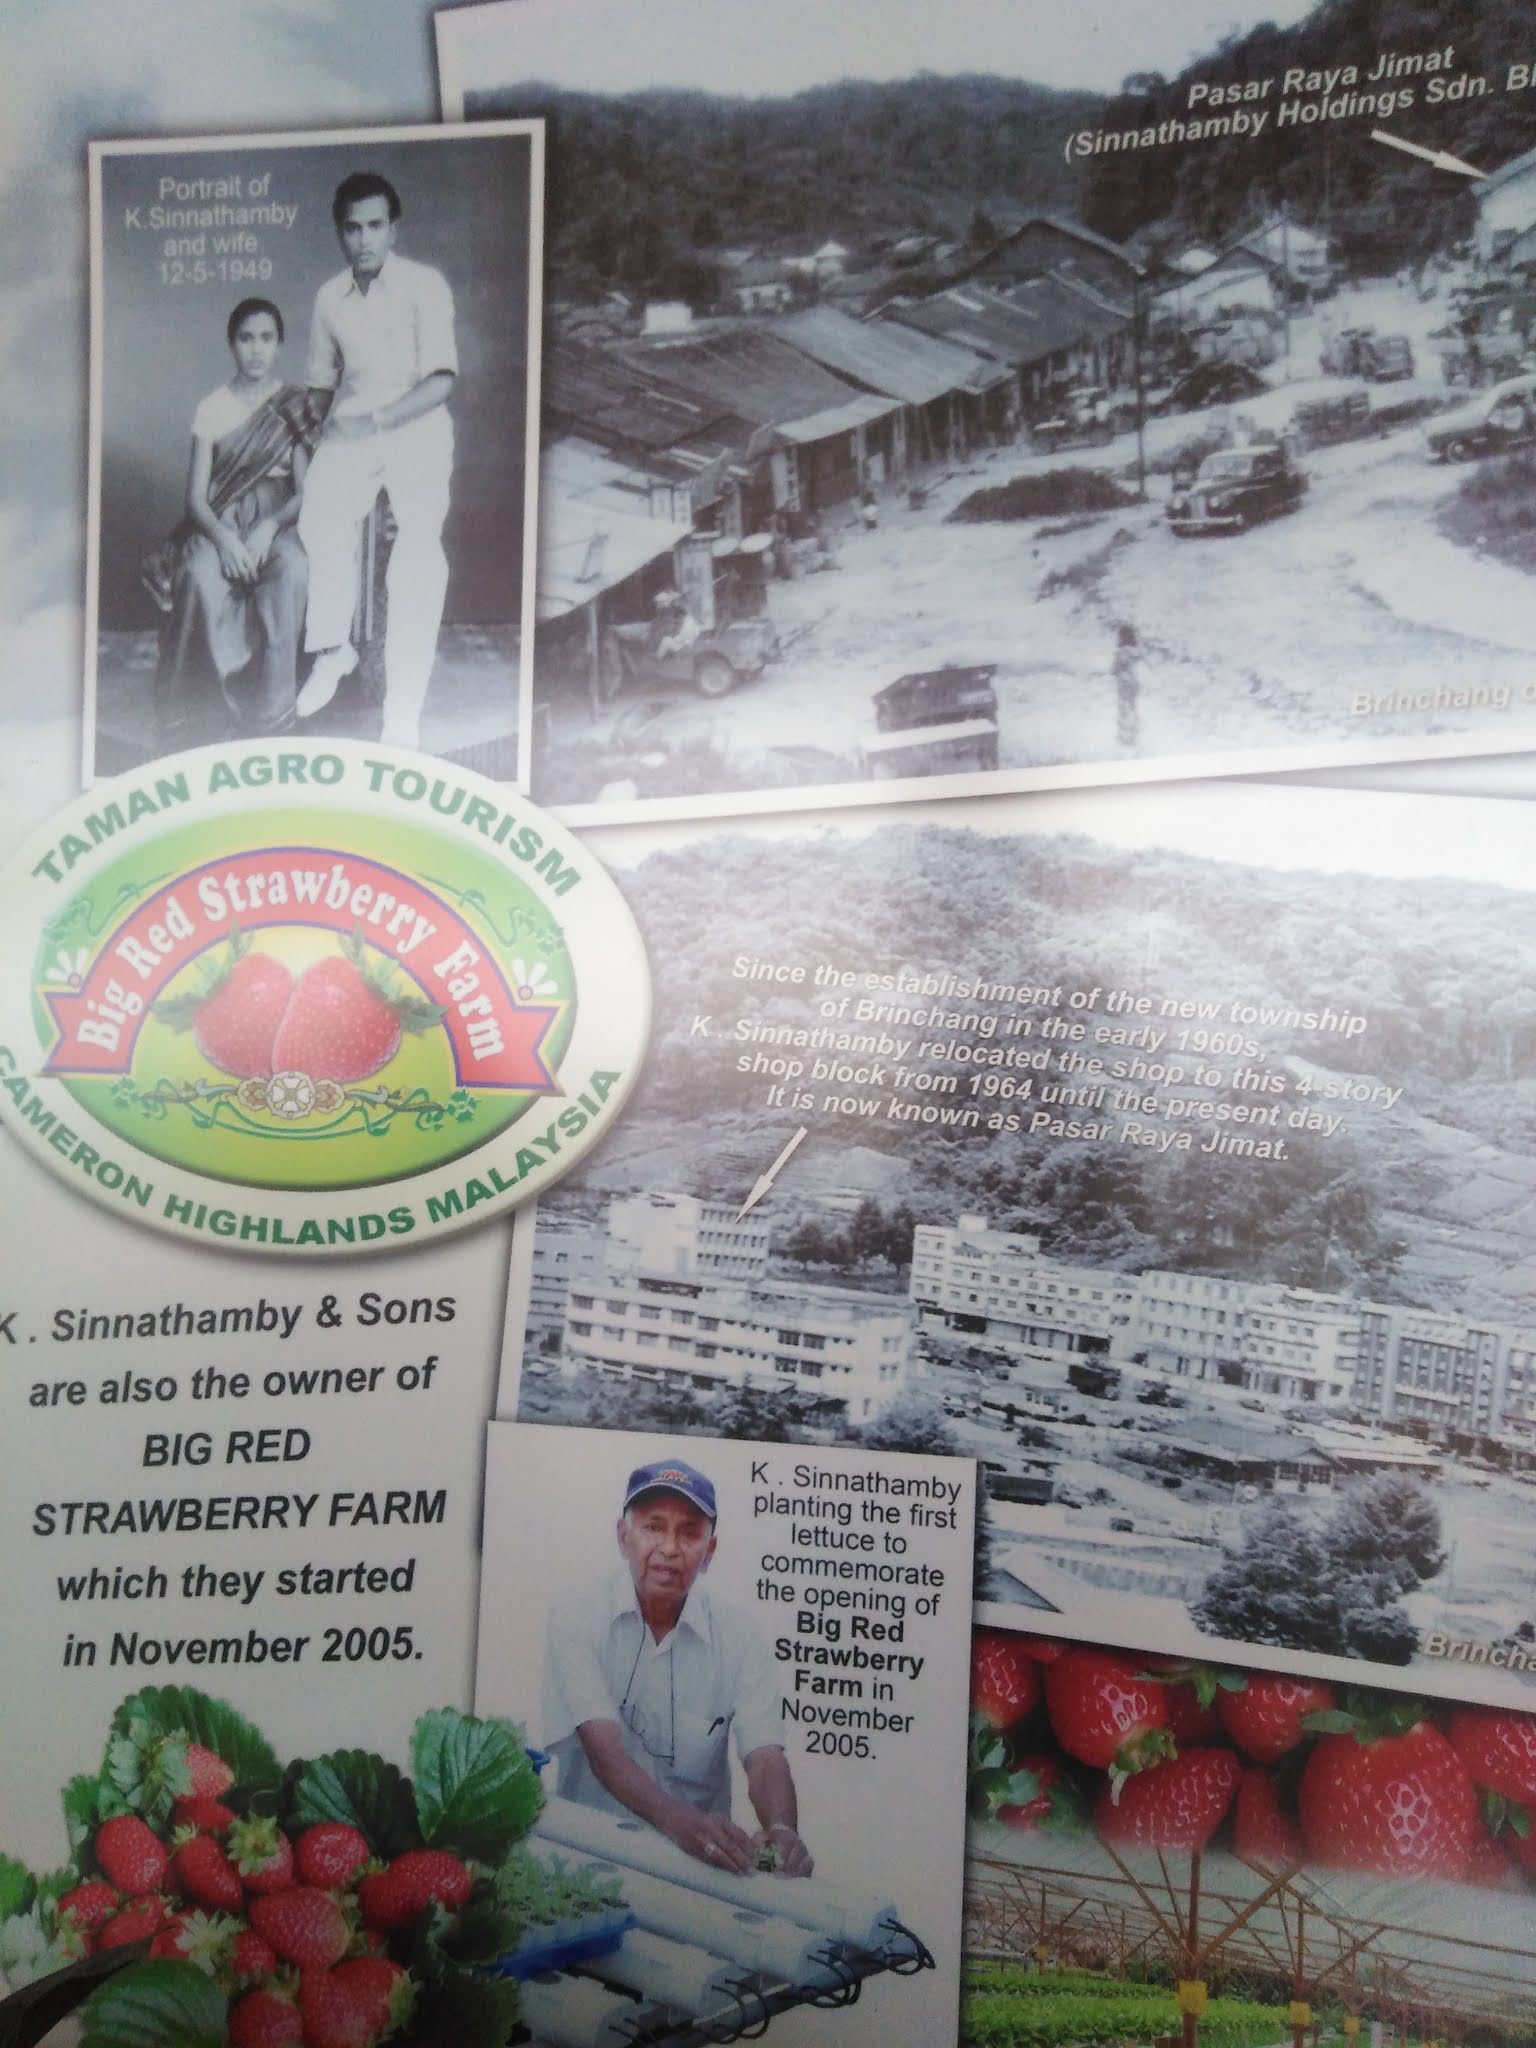 Pasar Raya Jimat
(Sinnathamby Holdings Sdn.
Portrait of
K.Sinnathamby
and wife
12-5-1949
Brinchang
TAMAN AGRO TOURISM
Big Red Strawberry Farm
CAMERON HIGHLANDS MALAYSIA
Since the establishment of the new township
of Brinchang in the early 1960s,
K . Sinnathamby relocated the shop to this 4-story
shop block from 1964 until the present day.
It is now known as Pasar Raya Jimat.
K . Sinnathamby & Sons
are also the owner of
BIG RED
STRAWBERRY FARM
which they started
in November 2005.
K . Sinnathamby
planting the first
lettuce to
commemorate
the opening of
Big Red
Strawberry
Farm in
November
2005.